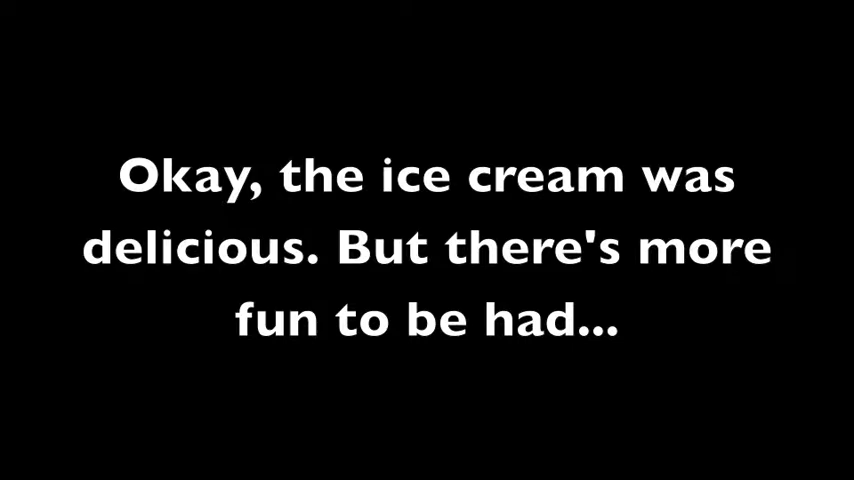 Okay, the ice cream was
delicious. But there's more
fun to be had...